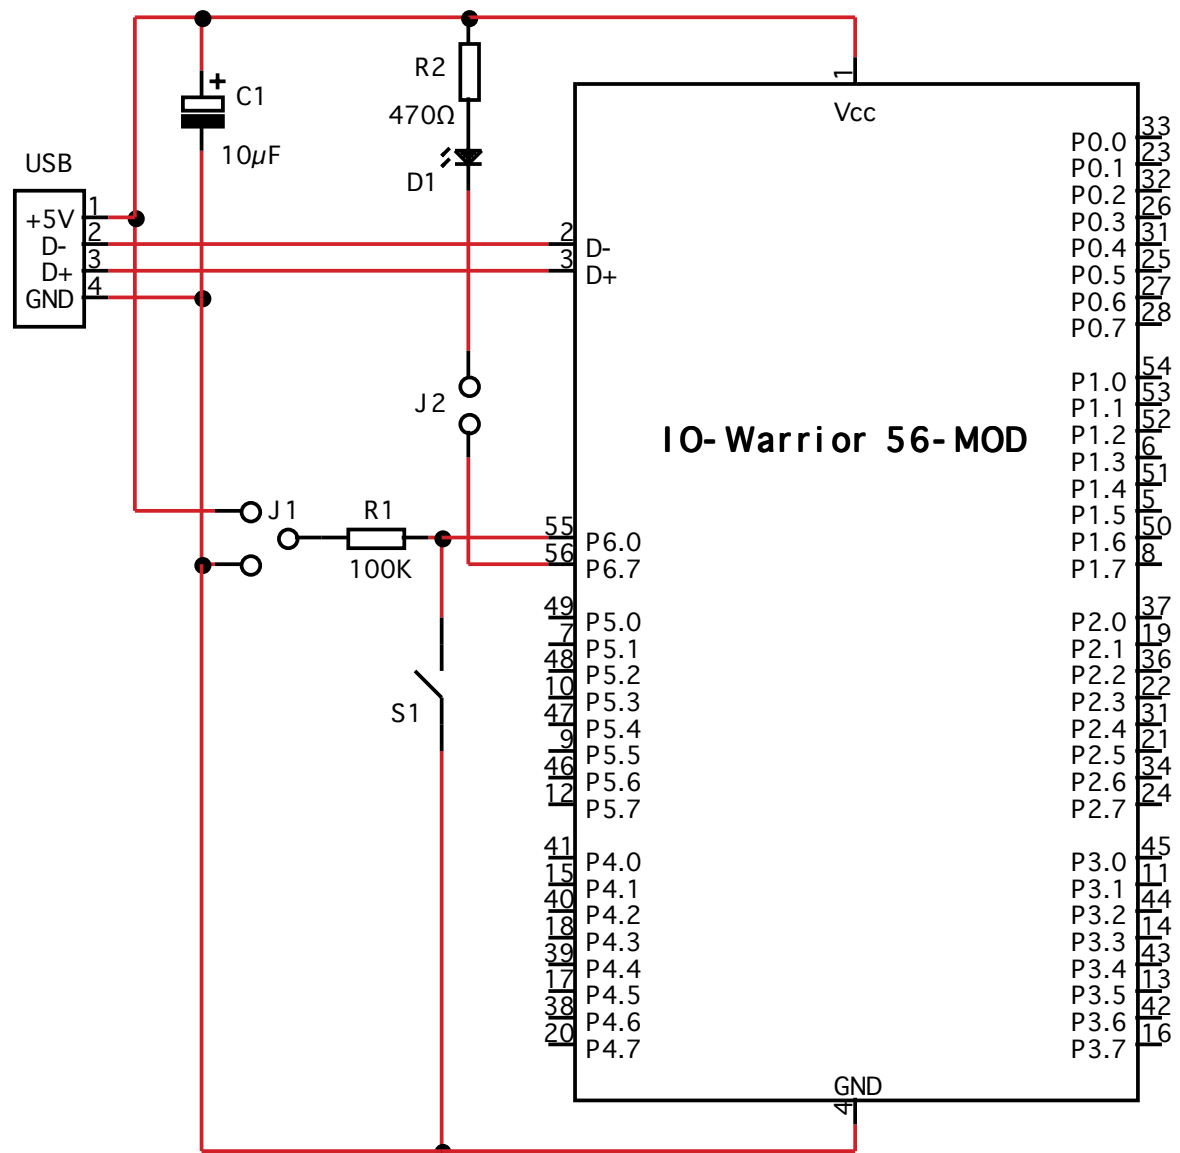 1
Vcc
R2
470Ω
D1
+
C1
10µF
USB
+5V 1
D- 2
D+ 3
GND 4
2 D-
3 D+
J2
IO-Warrior 56-MOD
J1
R1
100K
55 P6.0
56 P6.7
S1
49 P5.0
7 P5.1
48 P5.2
10 P5.3
47 P5.4
9 P5.5
46 P5.6
12 P5.7
41 P4.0
15 P4.1
40 P4.2
18 P4.3
39 P4.4
17 P4.5
38 P4.6
20 P4.7
P0.0 33
P0.1 23
P0.2 32
P0.3 26
P0.4 31
P0.5 25
P0.6 27
P0.7 28
P1.0 54
P1.1 53
P1.2 52
P1.3 6
P1.4 51
P1.5 5
P1.6 50
P1.7 8
P2.0 37
P2.1 19
P2.2 36
P2.3 22
P2.4 31
P2.5 21
P2.6 34
P2.7 24
P3.0 45
P3.1 11
P3.2 44
P3.3 14
P3.4 43
P3.5 13
P3.6 42
P3.7 16
GND
4